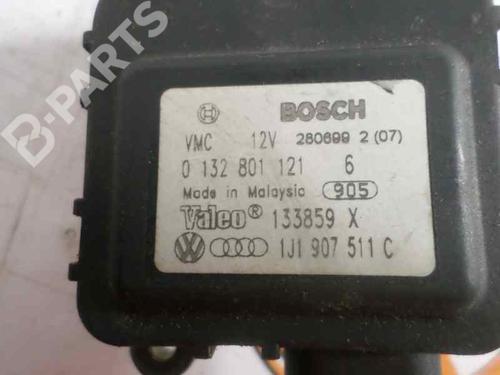 BOSCH
VMC 12V 280699 2 (07)
0 132 801 121 6
Made in Malaysia 905
Valeo® 133859 X
1J1 907 511 C
B-PARTS